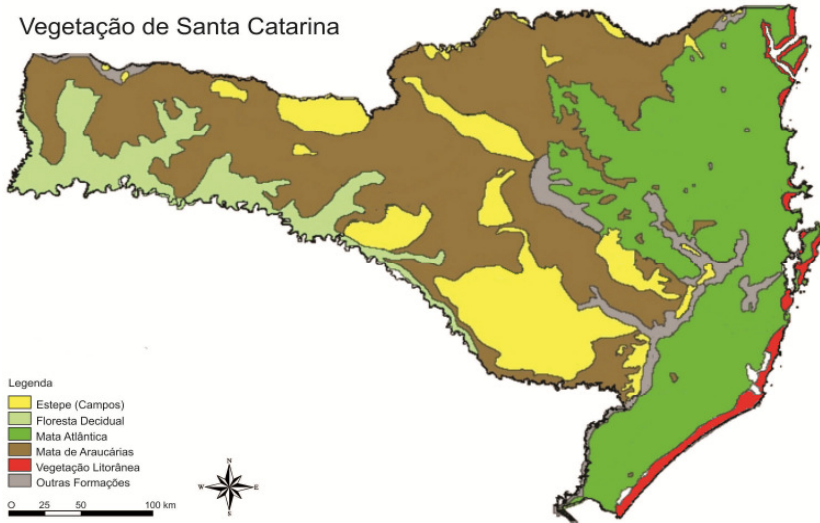 Vegetação de Santa Catarina
Legenda
Estepe (Campos)
Floresta Decidual
Mata Atlântica
Mata de Araucárias
Vegetação Litorânea
Outras Formações
O 25 50 100 km
N
W E
S